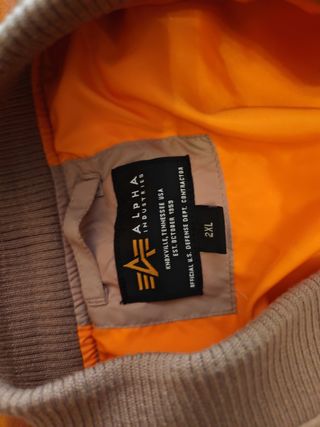 ALPHA
INDUSTRIES
KNOXVILLE, TENNESSEE USA
EST. OCTOBER 1959
OFFICIAL U.S. DEFENSE DEPT. CONTRACTOR
2XL